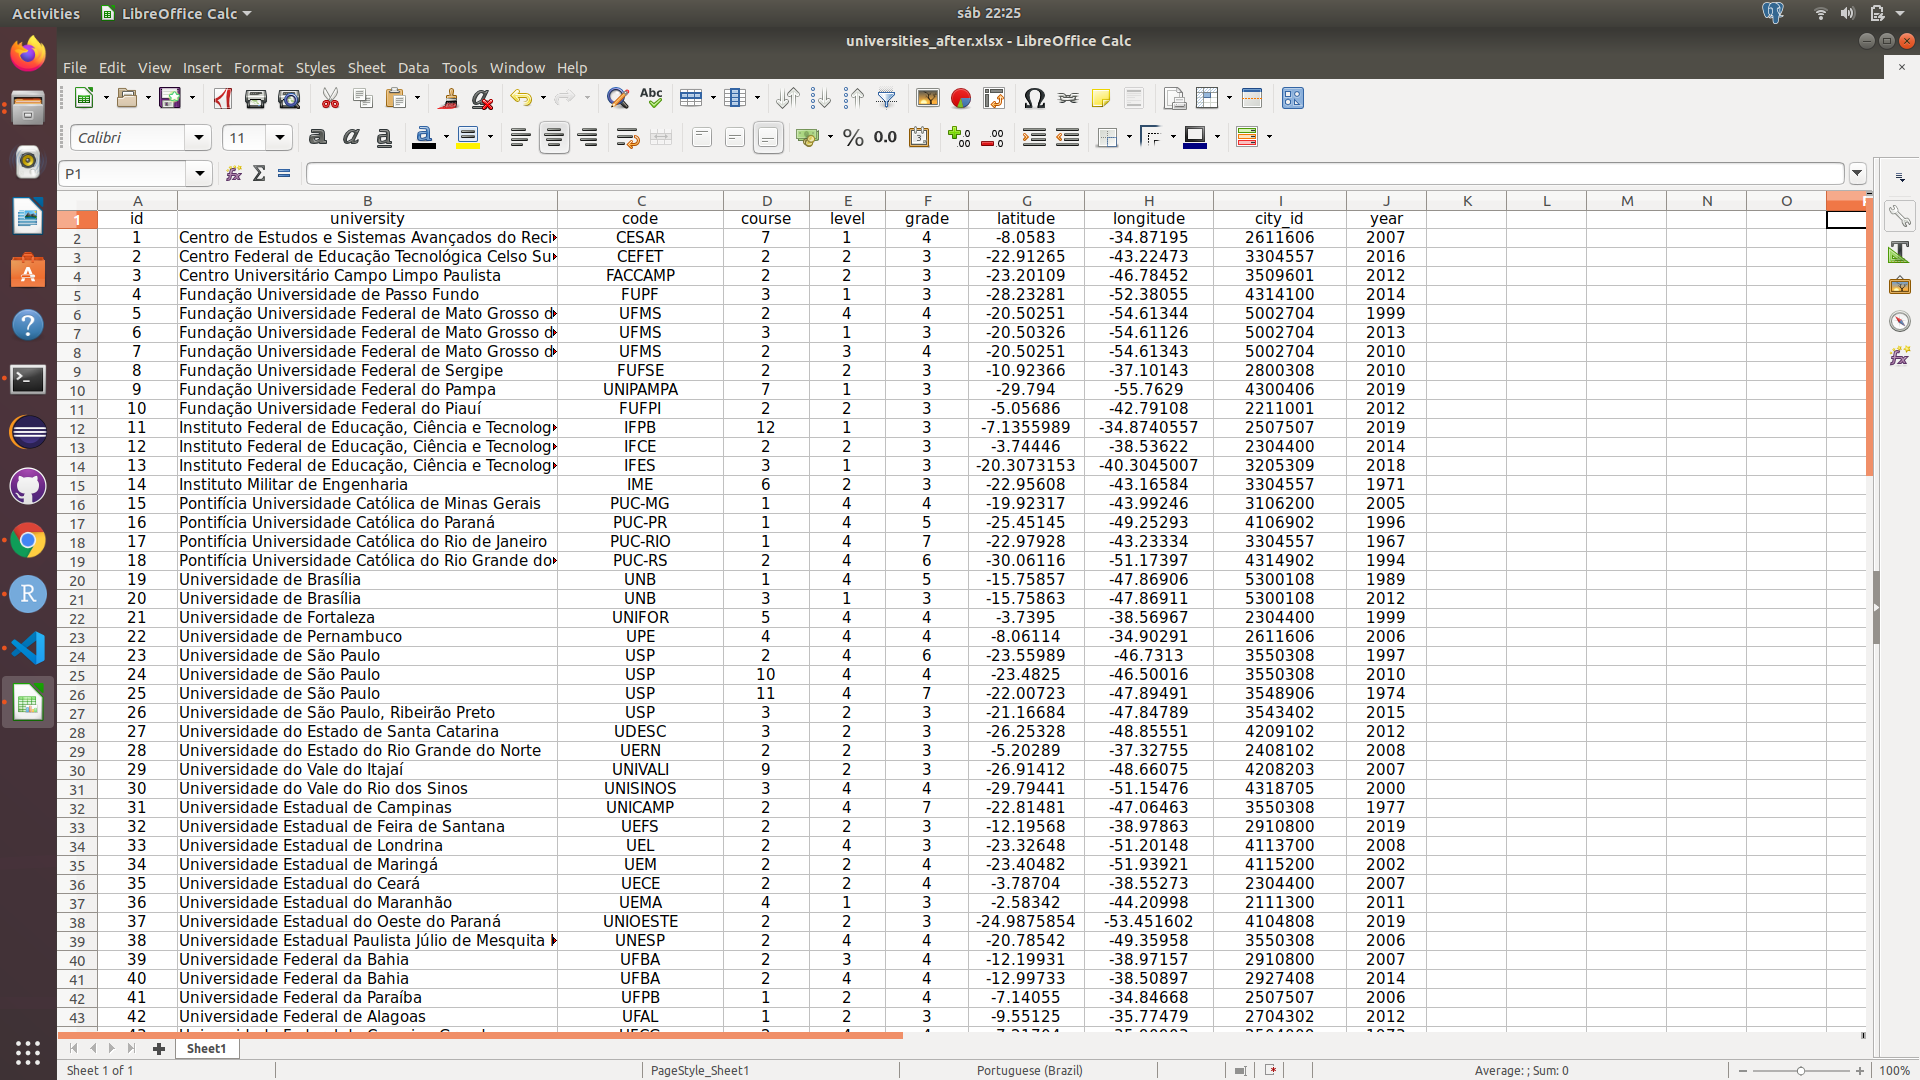 Activities LibreOffice Calc sáb 22:25
universities_after.xlsx - LibreOffice Calc
File Edit View Insert Format Styles Sheet Data Tools Window Help
Calibri 11
P1
A B C D E F G H I J K L M N O
1 id university code course level grade latitude longitude city_id year
2 1 Centro de Estudos e Sistemas Avançados do Reci CESAR 7 1 4 -8.0583 -34.87195 2611606 2007
3 2 Centro Federal de Educação Tecnológica Celso Su CEFET 2 2 3 -22.91265 -43.22473 3304557 2016
4 3 Centro Universitário Campo Limpo Paulista FACCAMP 2 2 3 -23.20109 -46.78452 3509601 2012
5 4 Fundação Universidade de Passo Fundo FUPF 3 1 3 -28.23281 -52.38055 4314100 2014
6 5 Fundação Universidade Federal de Mato Grosso d UFMS 2 4 4 -20.50251 -54.61344 5002704 1999
7 6 Fundação Universidade Federal de Mato Grosso d UFMS 3 1 3 -20.50326 -54.61126 5002704 2013
8 7 Fundação Universidade Federal de Mato Grosso d UFMS 2 3 4 -20.50251 -54.61343 5002704 2010
9 8 Fundação Universidade Federal de Sergipe FUFSE 2 2 3 -10.92366 -37.10143 2800308 2010
10 9 Fundação Universidade Federal do Pampa UNIPAMPA 7 1 3 -29.794 -55.7629 4300406 2019
11 10 Fundação Universidade Federal do Piauí FUFPI 2 2 3 -5.05686 -42.79108 2211001 2012
12 11 Instituto Federal de Educação, Ciência e Tecnolog IFPB 12 1 3 -7.1355989 -34.8740557 2507507 2019
13 12 Instituto Federal de Educação, Ciência e Tecnolog IFCE 2 2 3 -3.74446 -38.53622 2304400 2014
14 13 Instituto Federal de Educação, Ciência e Tecnolog IFES 3 1 3 -20.3073153 -40.3045007 3205309 2018
15 14 Instituto Militar de Engenharia IME 6 2 3 -22.95608 -43.16584 3304557 1971
16 15 Pontifícia Universidade Católica de Minas Gerais PUC-MG 1 4 4 -19.92317 -43.99246 3106200 2005
17 16 Pontifícia Universidade Católica do Paraná PUC-PR 1 4 5 -25.45145 -49.25293 4106902 1996
18 17 Pontifícia Universidade Católica do Rio de Janeiro PUC-RIO 1 4 7 -22.97928 -43.23334 3304557 1967
19 18 Pontifícia Universidade Católica do Rio Grande do PUC-RS 2 4 6 -30.06116 -51.17397 4314902 1994
20 19 Universidade de Brasília UNB 1 4 5 -15.75857 -47.86906 5300108 1989
21 20 Universidade de Brasília UNB 3 1 3 -15.75863 -47.86911 5300108 2012
22 21 Universidade de Fortaleza UNIFOR 5 4 4 -3.7395 -38.56967 2304400 1999
23 22 Universidade de Pernambuco UPE 4 4 4 -8.06114 -34.90291 2611606 2006
24 23 Universidade de São Paulo USP 2 4 6 -23.55989 -46.7313 3550308 1997
25 24 Universidade de São Paulo USP 10 4 4 -23.4825 -46.50016 3550308 2010
26 25 Universidade de São Paulo USP 11 4 7 -22.00723 -47.89491 3548906 1974
27 26 Universidade de São Paulo, Ribeirão Preto USP 3 2 3 -21.16684 -47.84789 3543402 2015
28 27 Universidade do Estado de Santa Catarina UDESC 3 2 3 -26.25328 -48.85551 4209102 2012
29 28 Universidade do Estado do Rio Grande do Norte UERN 2 2 3 -5.20289 -37.32755 2408102 2008
30 29 Universidade do Vale do Itajaí UNIVALI 9 2 3 -26.91412 -48.66075 4208203 2007
31 30 Universidade do Vale do Rio dos Sinos UNISINOS 3 4 4 -29.79441 -51.15476 4318705 2000
32 31 Universidade Estadual de Campinas UNICAMP 2 4 7 -22.81481 -47.06463 3550308 1977
33 32 Universidade Estadual de Feira de Santana UEFS 2 2 3 -12.19568 -38.97863 2910800 2019
34 33 Universidade Estadual de Londrina UEL 2 4 3 -23.32648 -51.20148 4113700 2008
35 34 Universidade Estadual de Maringá UEM 2 2 4 -23.40482 -51.93921 4115200 2002
36 35 Universidade Estadual do Ceará UECE 2 2 4 -3.78704 -38.55273 2304400 2007
37 36 Universidade Estadual do Maranhão UEMA 4 1 3 -2.58342 -44.20998 2111300 2011
38 37 Universidade Estadual do Oeste do Paraná UNIOESTE 2 2 3 -24.9875854 -53.451602 4104808 2019
39 38 Universidade Estadual Paulista Júlio de Mesquita UNESP 2 4 4 -20.78542 -49.35958 3550308 2006
40 39 Universidade Federal da Bahia UFBA 2 3 4 -12.19931 -38.97157 2910800 2007
41 40 Universidade Federal da Bahia UFBA 2 4 4 -12.99733 -38.50897 2927408 2014
42 41 Universidade Federal da Paraíba UFPB 1 2 4 -7.14055 -34.84668 2507507 2006
43 42 Universidade Federal de Alagoas UFAL 1 2 3 -9.55125 -35.77479 2704302 2012
Sheet1
Sheet 1 of 1 PageStyle_Sheet1 Portuguese (Brazil) Average: ; Sum: 0 100%